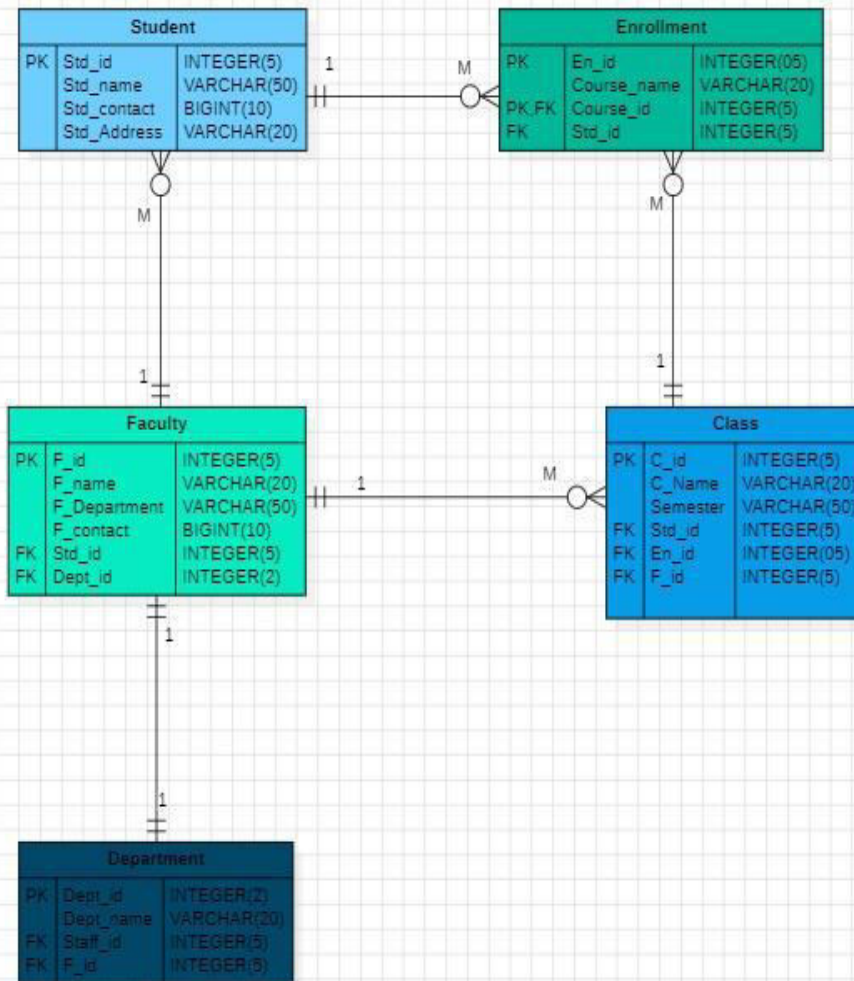 Student
PK Std_id INTEGER(5)
Std_name VARCHAR(50)
Std_contact BIGINT(10)
Std_Address VARCHAR(20)
1
M
Enrollment
PK En_id INTEGER(05)
Course_name VARCHAR(20)
PK,FK Course_id INTEGER(5)
FK Std_id INTEGER(5)
M
M
1
1
Faculty
PK F_id INTEGER(5)
F_name VARCHAR(20)
F_Department VARCHAR(50)
F_contact BIGINT(10)
FK Std_id INTEGER(5)
FK Dept_id INTEGER(2)
1
M
Class
PK C_id INTEGER(5)
C_Name VARCHAR(20)
Semester VARCHAR(50)
FK Std_id INTEGER(5)
FK En_id INTEGER(05)
FK F_id INTEGER(5)
1
1
Department
PK Dept_id INTEGER(2)
Dept_name VARCHAR(20)
FK Staff_id INTEGER(5)
FK F_id INTEGER(5)